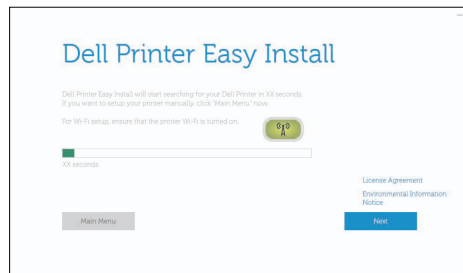 Dell Printer Easy Install
Dell Printer Easy Install will start searching for your Dell Printer in XX seconds.
If you want to setup your printer manually, click "Main Menu" now.
For Wi-Fi setup, ensure that the printer Wi-Fi is turned on.
XX seconds
License Agreement
Environmental Information
Notice
Main Menu
Next